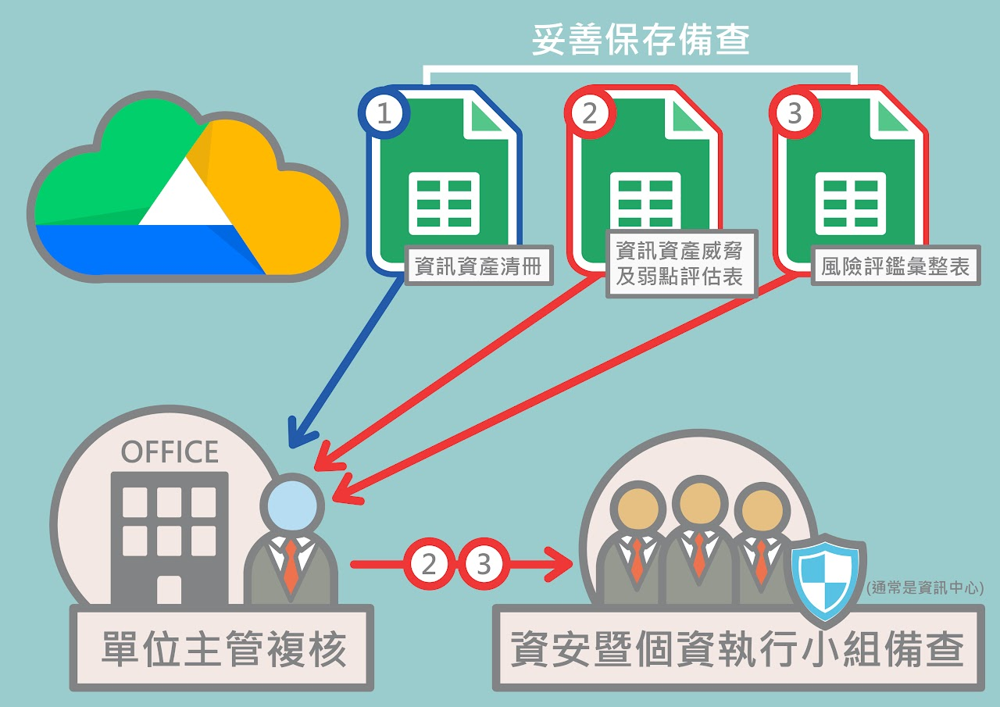 妥善保存備查
1
2
3
資訊資產清冊
資訊資產威脅
及弱點評估表
風險評鑑彙整表
OFFICE
2
3
(通常是資訊中心)
單位主管複核
資安暨個資執行小組備查